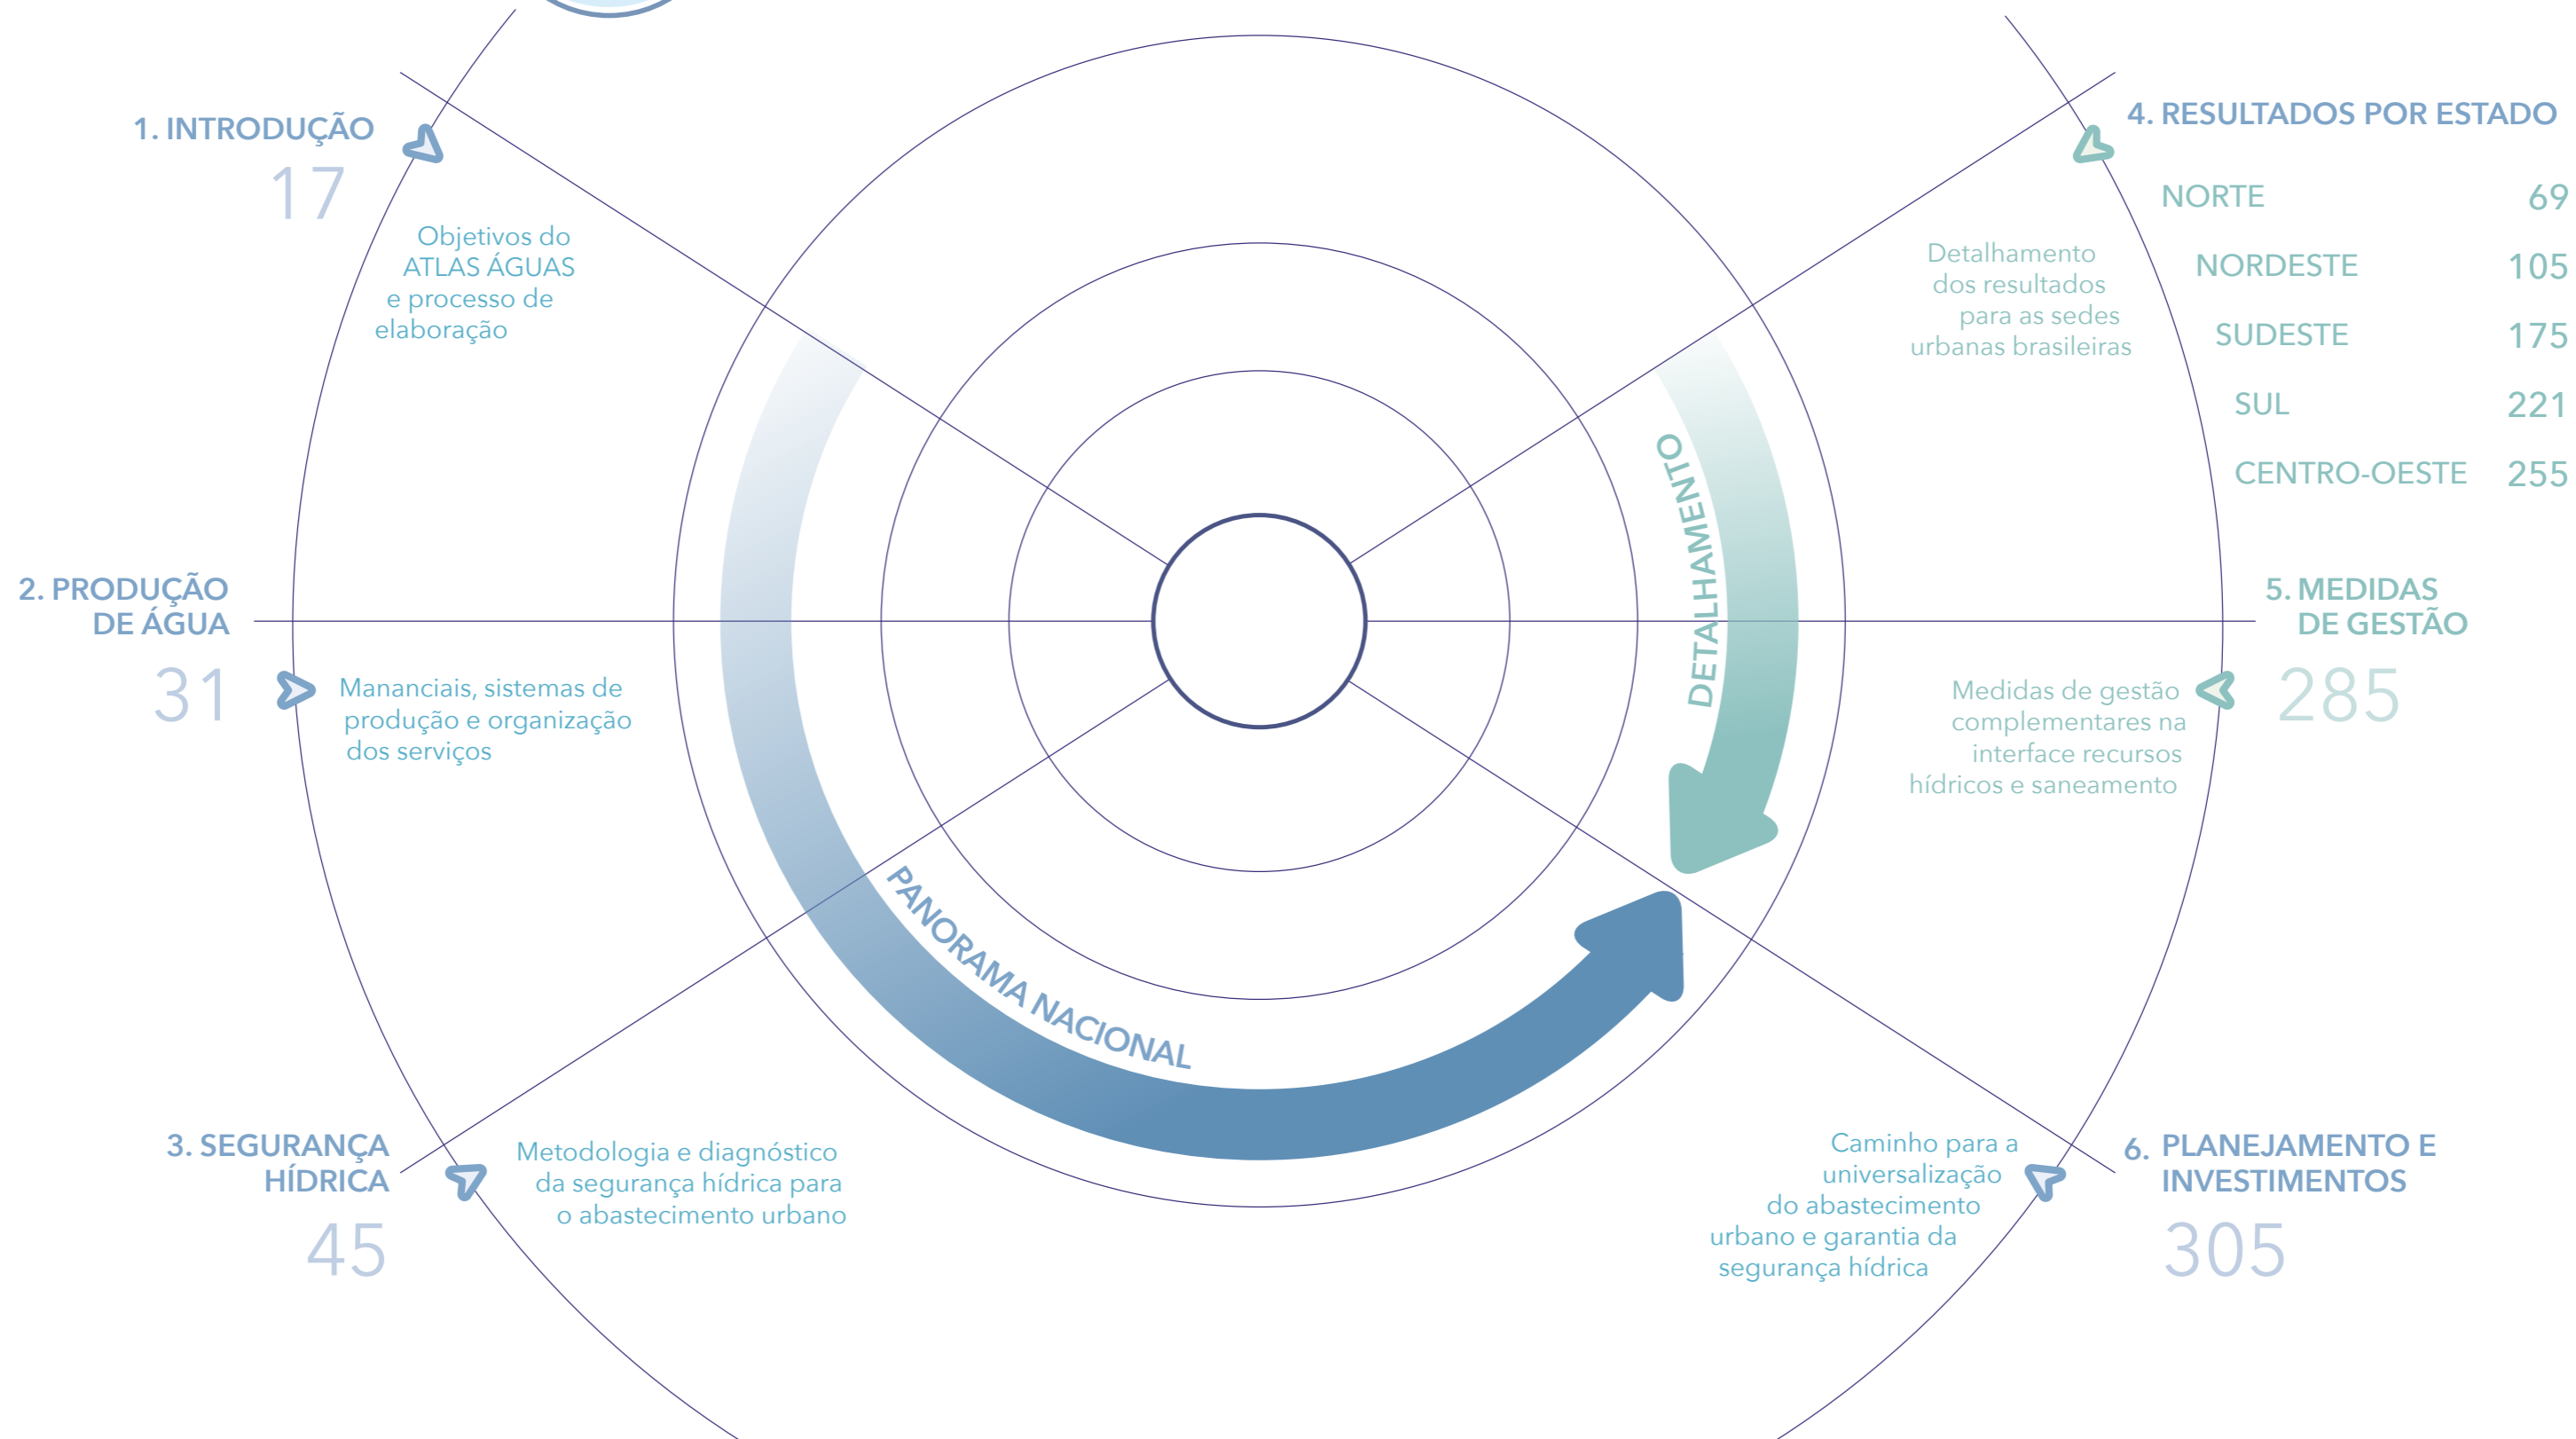 1. INTRODUÇÃO
17
Objetivos do
ATLAS ÁGUAS
e processo de
elaboração
2. PRODUÇÃO
DE ÁGUA
31
Mananciais, sistemas de
produção e organização
dos serviços
3. SEGURANÇA
HÍDRICA
45
Metodologia e diagnóstico
da segurança hídrica para
o abastecimento urbano
PANORAMA NACIONAL
DETALHAMENTO
4. RESULTADOS POR ESTADO
NORTE 69
NORDESTE 105
SUDESTE 175
SUL 221
CENTRO-OESTE 255
Detalhamento
dos resultados
para as sedes
urbanas brasileiras
5. MEDIDAS
DE GESTÃO
285
Medidas de gestão
complementares na
interface recursos
hídricos e saneamento
6. PLANEJAMENTO E
INVESTIMENTOS
305
Caminho para a
universalização
do abastecimento
urbano e garantia da
segurança hídrica